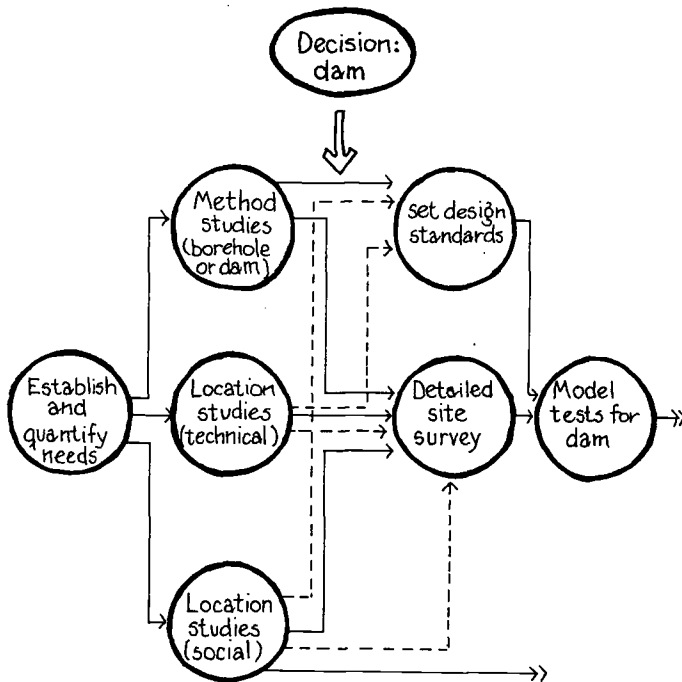 Decision:
dam
Method
studies
(borehole
or dam)
set design
standards
Establish
and
quantify
needs
Location
studies
(technical)
Detailed
site
survey
Model
tests for
dam
Location
studies
(social)